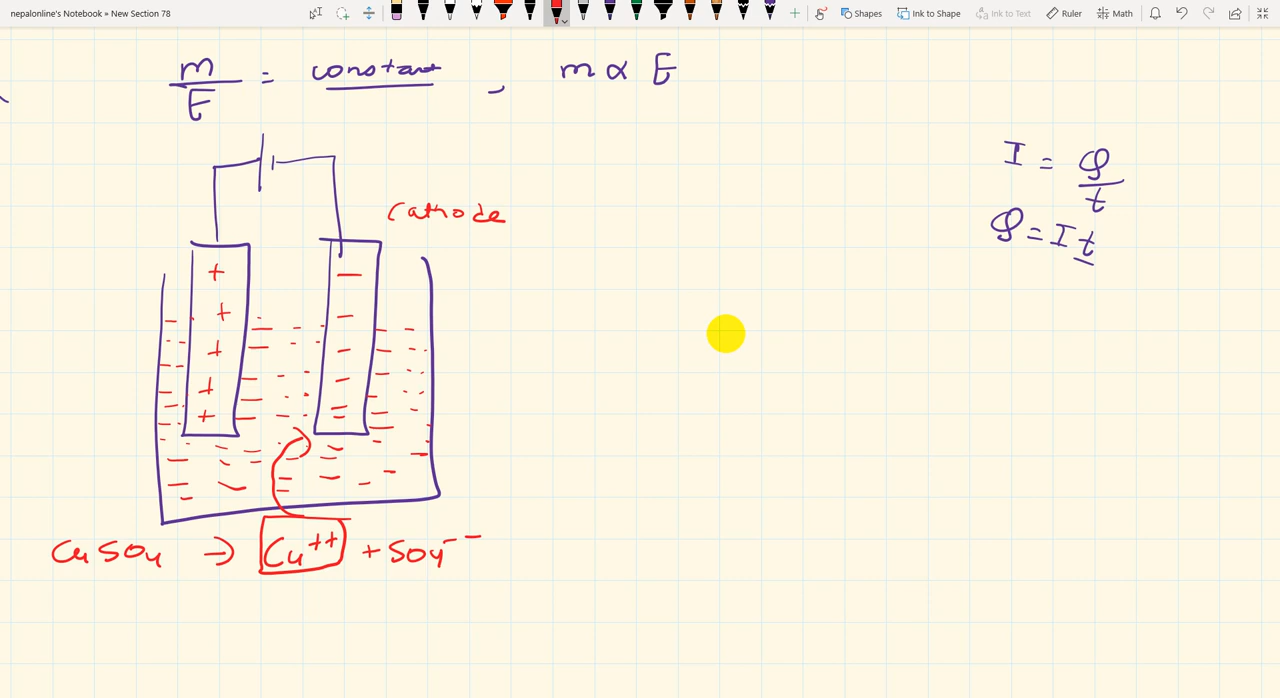 nepalonline's Notebook » New Section 78
Shapes Ink to Shape Ink to Text Ruler Math
m/E = constant , m ∝ E
I = Q/t
Q = It
Cathode
+ −
CuSO4 → Cu++ + SO4--